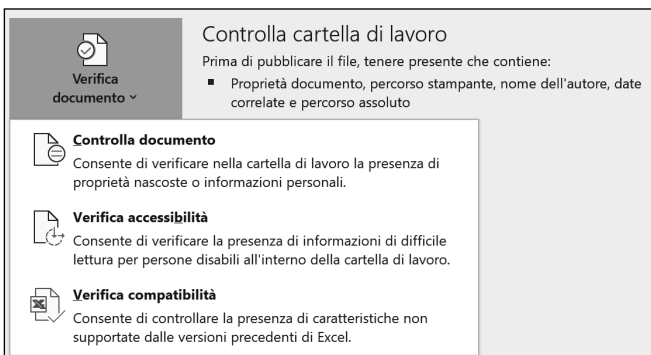 Verifica
documento
Controlla cartella di lavoro
Prima di pubblicare il file, tenere presente che contiene:
▪ Proprietà documento, percorso stampante, nome dell'autore, date
correlate e percorso assoluto
Controlla documento
Consente di verificare nella cartella di lavoro la presenza di
proprietà nascoste o informazioni personali.
Verifica accessibilità
Consente di verificare la presenza di informazioni di difficile
lettura per persone disabili all'interno della cartella di lavoro.
Verifica compatibilità
Consente di controllare la presenza di caratteristiche non
supportate dalle versioni precedenti di Excel.